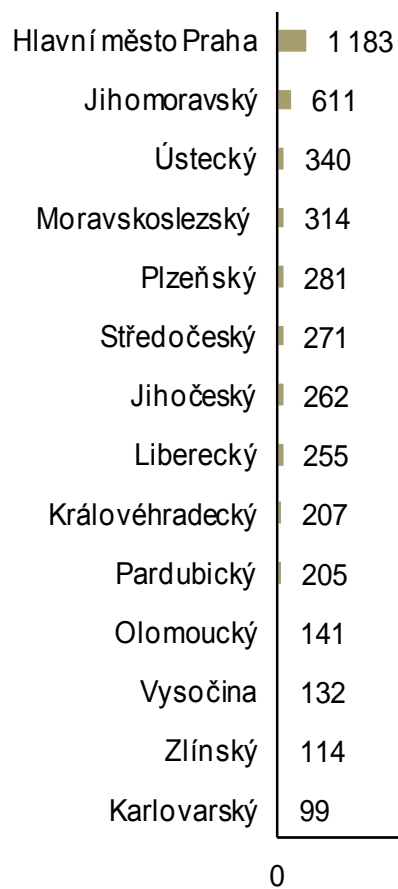 Hlavní město Praha 1 183
Jihomoravský 611
Ústecký 340
Moravskoslezský 314
Plzeňský 281
Středočeský 271
Jihočeský 262
Liberecký 255
Královéhradecký 207
Pardubický 205
Olomoucký 141
Vysočina 132
Zlínský 114
Karlovarský 99
0